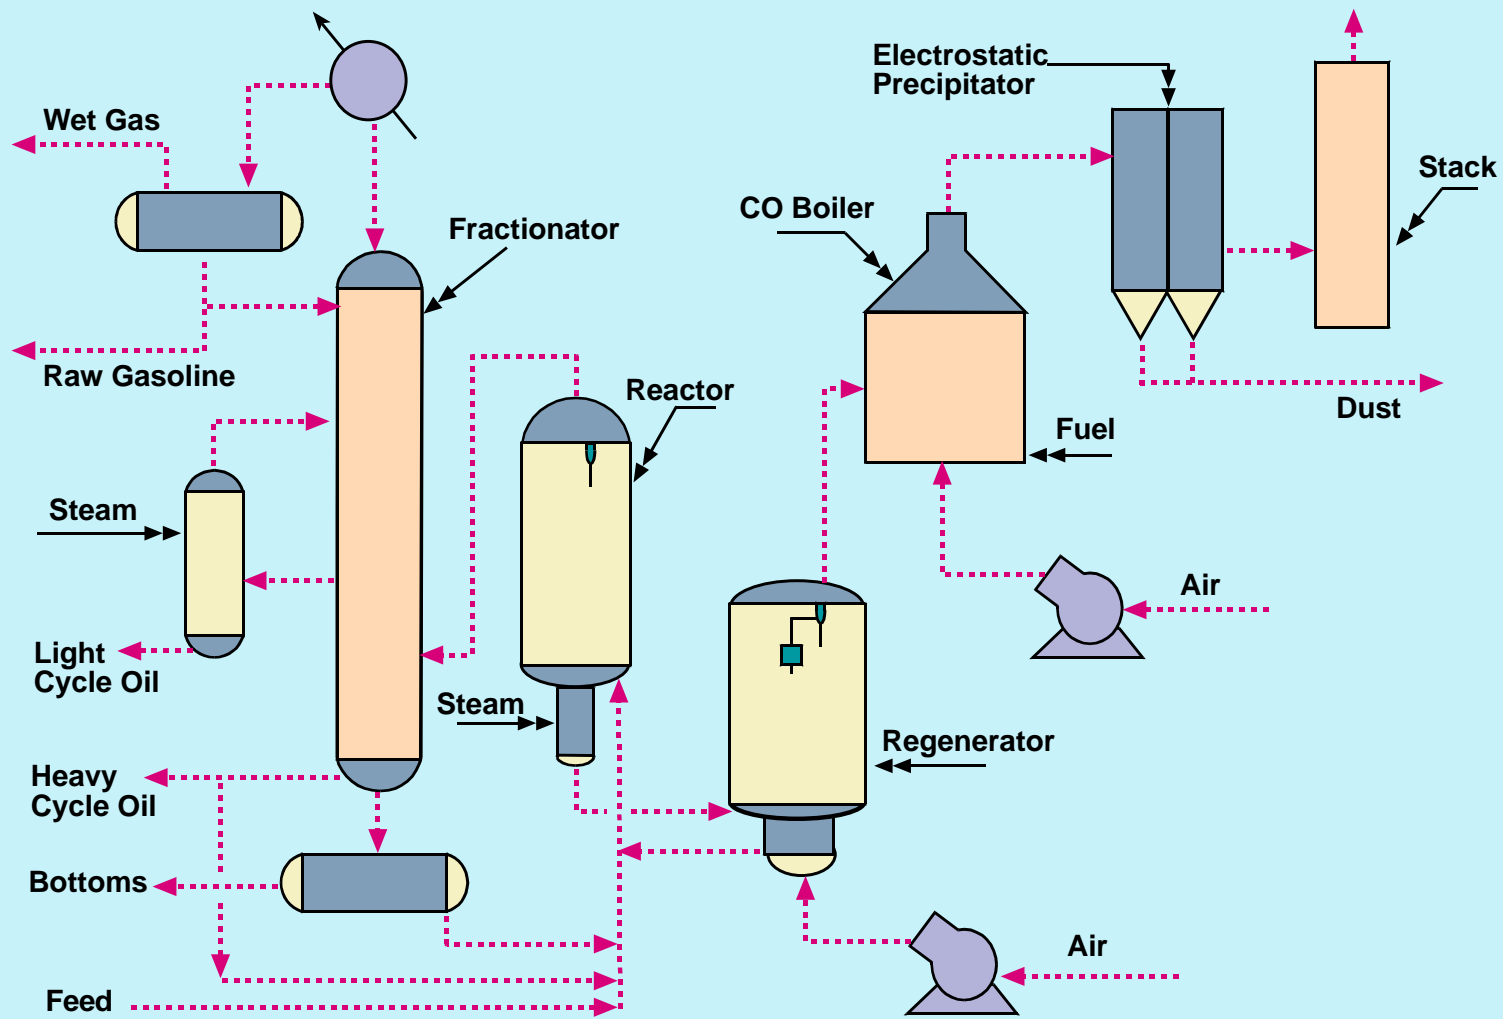 Electrostatic
Precipitator
Wet Gas
Stack
CO Boiler
Fractionator
Raw Gasoline
Reactor
Dust
Fuel
Steam
Air
Light
Cycle Oil
Steam
Regenerator
Heavy
Cycle Oil
Bottoms
Air
Feed